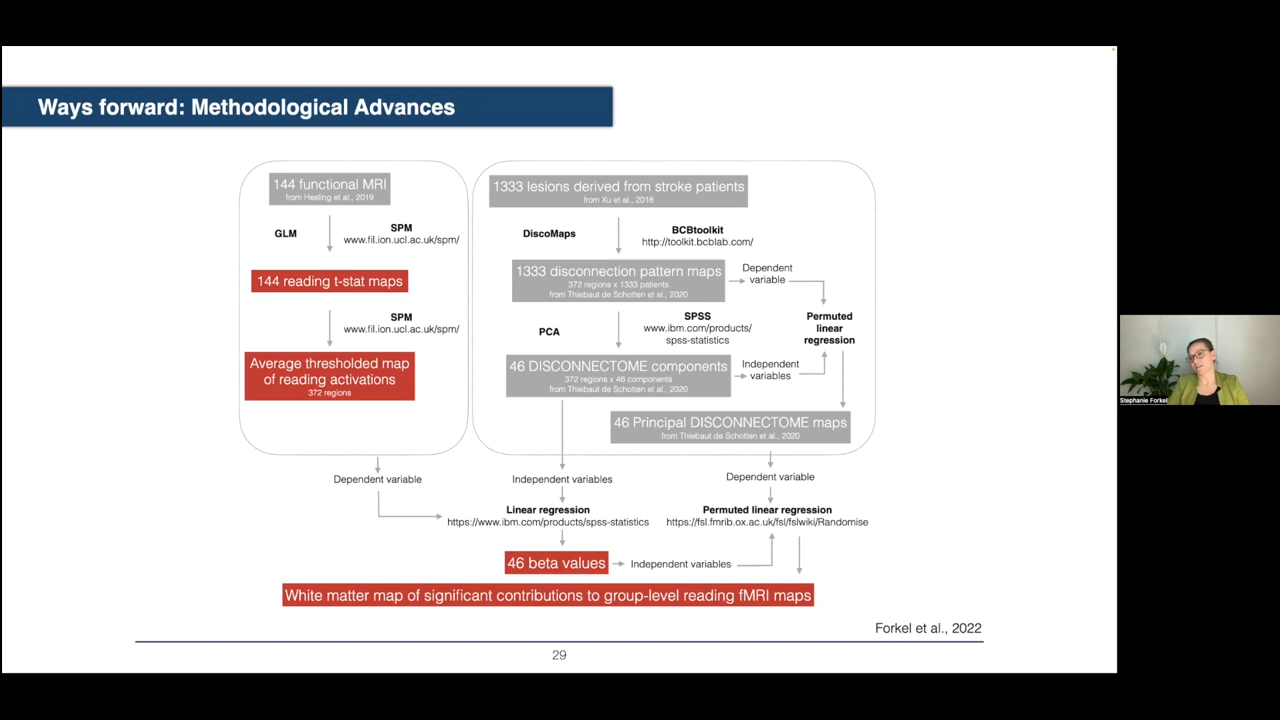 Ways forward: Methodological Advances
144 functional MRI
from Hesling et al., 2019
GLM
SPM
www.fil.ion.ucl.ac.uk/spm/
144 reading t-stat maps
SPM
www.fil.ion.ucl.ac.uk/spm/
Average thresholded map
of reading activations
372 regions
1333 lesions derived from stroke patients
from Xu et al., 2018
DiscoMaps
BCBtoolkit
http://toolkit.bcblab.com/
1333 disconnection pattern maps
372 regions x 1333 patients
from Thiebaut de Schotten et al., 2020
Dependent
variable
PCA
SPSS
www.ibm.com/products/
spss-statistics
Permuted
linear
regression
46 DISCONNECTOME components
372 regions x 46 components
from Thiebaut de Schotten et al., 2020
Independent
variables
46 Principal DISCONNECTOME maps
from Thiebaut de Schotten et al., 2020
Dependent variable
Independent variables
Dependent variable
Linear regression
https://www.ibm.com/products/spss-statistics
Permuted linear regression
https://fsl.fmrib.ox.ac.uk/fsl/fslwiki/Randomise
46 beta values
Independent variables
White matter map of significant contributions to group-level reading fMRI maps
Forkel et al., 2022
29
Stephanie Forkel